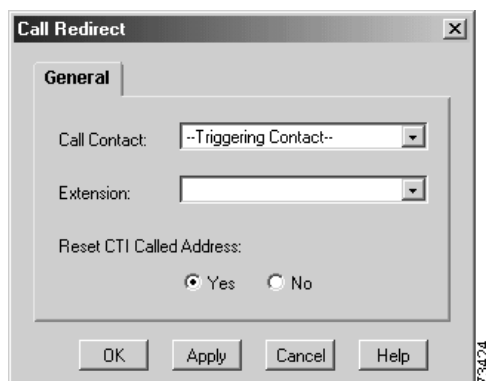 Call Redirect
General
Call Contact: --Triggering Contact--
Extension:
Reset CTI Called Address:
Yes No
OK Apply Cancel Help
73424